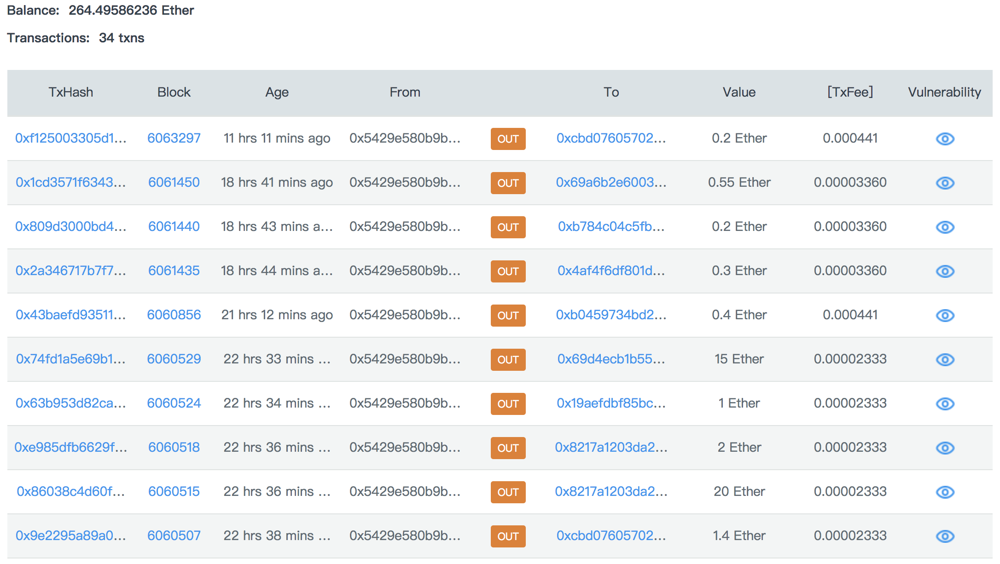 Balance: 264.49586236 Ether
Transactions: 34 txns
TxHash Block Age From To Value [TxFee] Vulnerability
0xf125003305d1... 6063297 11 hrs 11 mins ago 0x5429e580b9b... OUT 0xcbd07605702... 0.2 Ether 0.000441
0x1cd3571f6343... 6061450 18 hrs 41 mins ago 0x5429e580b9b... OUT 0x69a6b2e6003... 0.55 Ether 0.00003360
0x809d3000bd4... 6061440 18 hrs 43 mins a... 0x5429e580b9b... OUT 0xb784c04c5fb... 0.2 Ether 0.00003360
0x2a346717b7f7... 6061435 18 hrs 44 mins a... 0x5429e580b9b... OUT 0x4af4f6df801d... 0.3 Ether 0.00003360
0x43baefd93511... 6060856 21 hrs 12 mins ago 0x5429e580b9b... OUT 0xb0459734bd2... 0.4 Ether 0.000441
0x74fd1a5e69b1... 6060529 22 hrs 33 mins ... 0x5429e580b9b... OUT 0x69d4ecb1b55... 15 Ether 0.00002333
0x63b953d82ca... 6060524 22 hrs 34 mins ... 0x5429e580b9b... OUT 0x19aefdbf85bc... 1 Ether 0.00002333
0xe985dfb6629f... 6060518 22 hrs 36 mins ... 0x5429e580b9b... OUT 0x8217a1203da2... 2 Ether 0.00002333
0x86038c4d60f... 6060515 22 hrs 36 mins ... 0x5429e580b9b... OUT 0x8217a1203da2... 20 Ether 0.00002333
0x9e2295a89a0... 6060507 22 hrs 38 mins ... 0x5429e580b9b... OUT 0xcbd07605702... 1.4 Ether 0.00002333